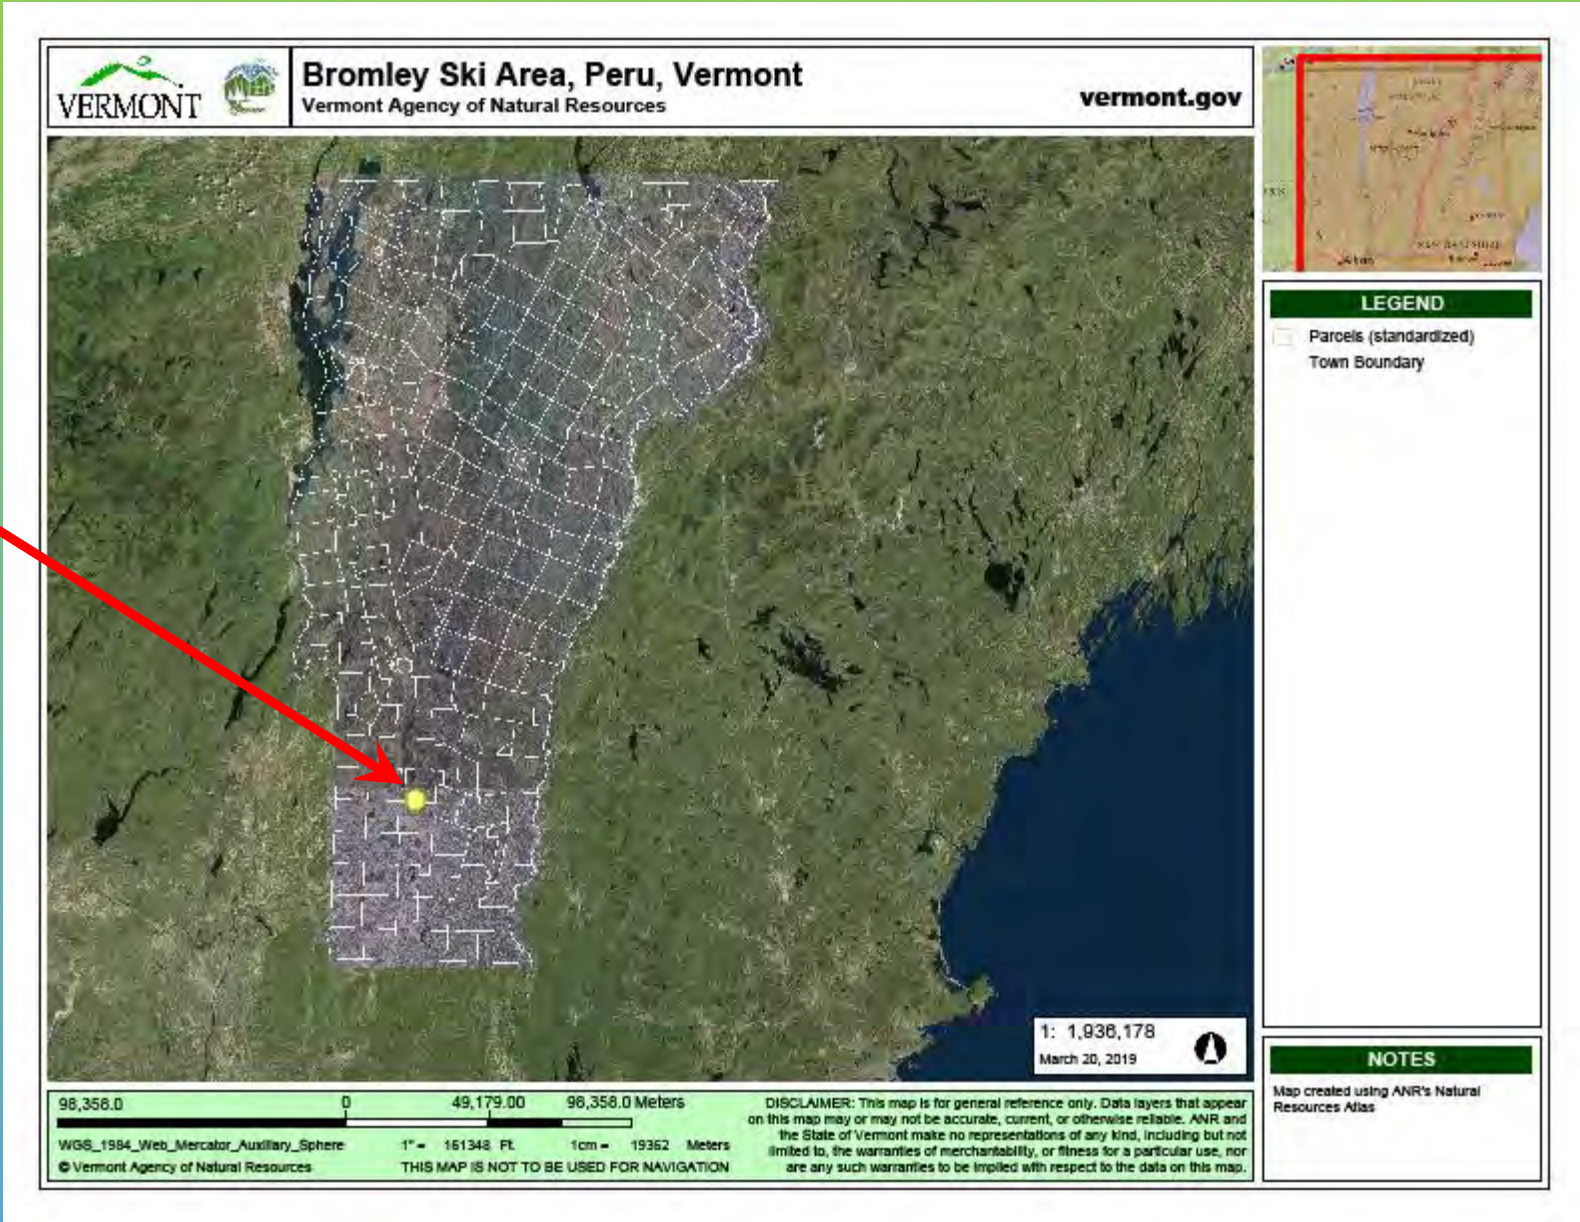 VERMONT
Bromley Ski Area, Peru, Vermont
Vermont Agency of Natural Resources
vermont.gov
LEGEND
Parcels (standardized)
Town Boundary
1: 1,936,178
March 20, 2019
NOTES
Map created using ANR's Natural
Resources Atlas
98,358.0 0 49,179.00 98,358.0 Meters
WGS_1984_Web_Mercator_Auxiliary_Sphere
© Vermont Agency of Natural Resources
1" = 161348 Ft. 1cm = 19362 Meters
THIS MAP IS NOT TO BE USED FOR NAVIGATION
DISCLAIMER: This map is for general reference only. Data layers that appear
on this map may or may not be accurate, current, or otherwise reliable. ANR and
the State of Vermont make no representations of any kind, including but not
limited to, the warranties of merchantability, or fitness for a particular use, nor
are any such warranties to be implied with respect to the data on this map.